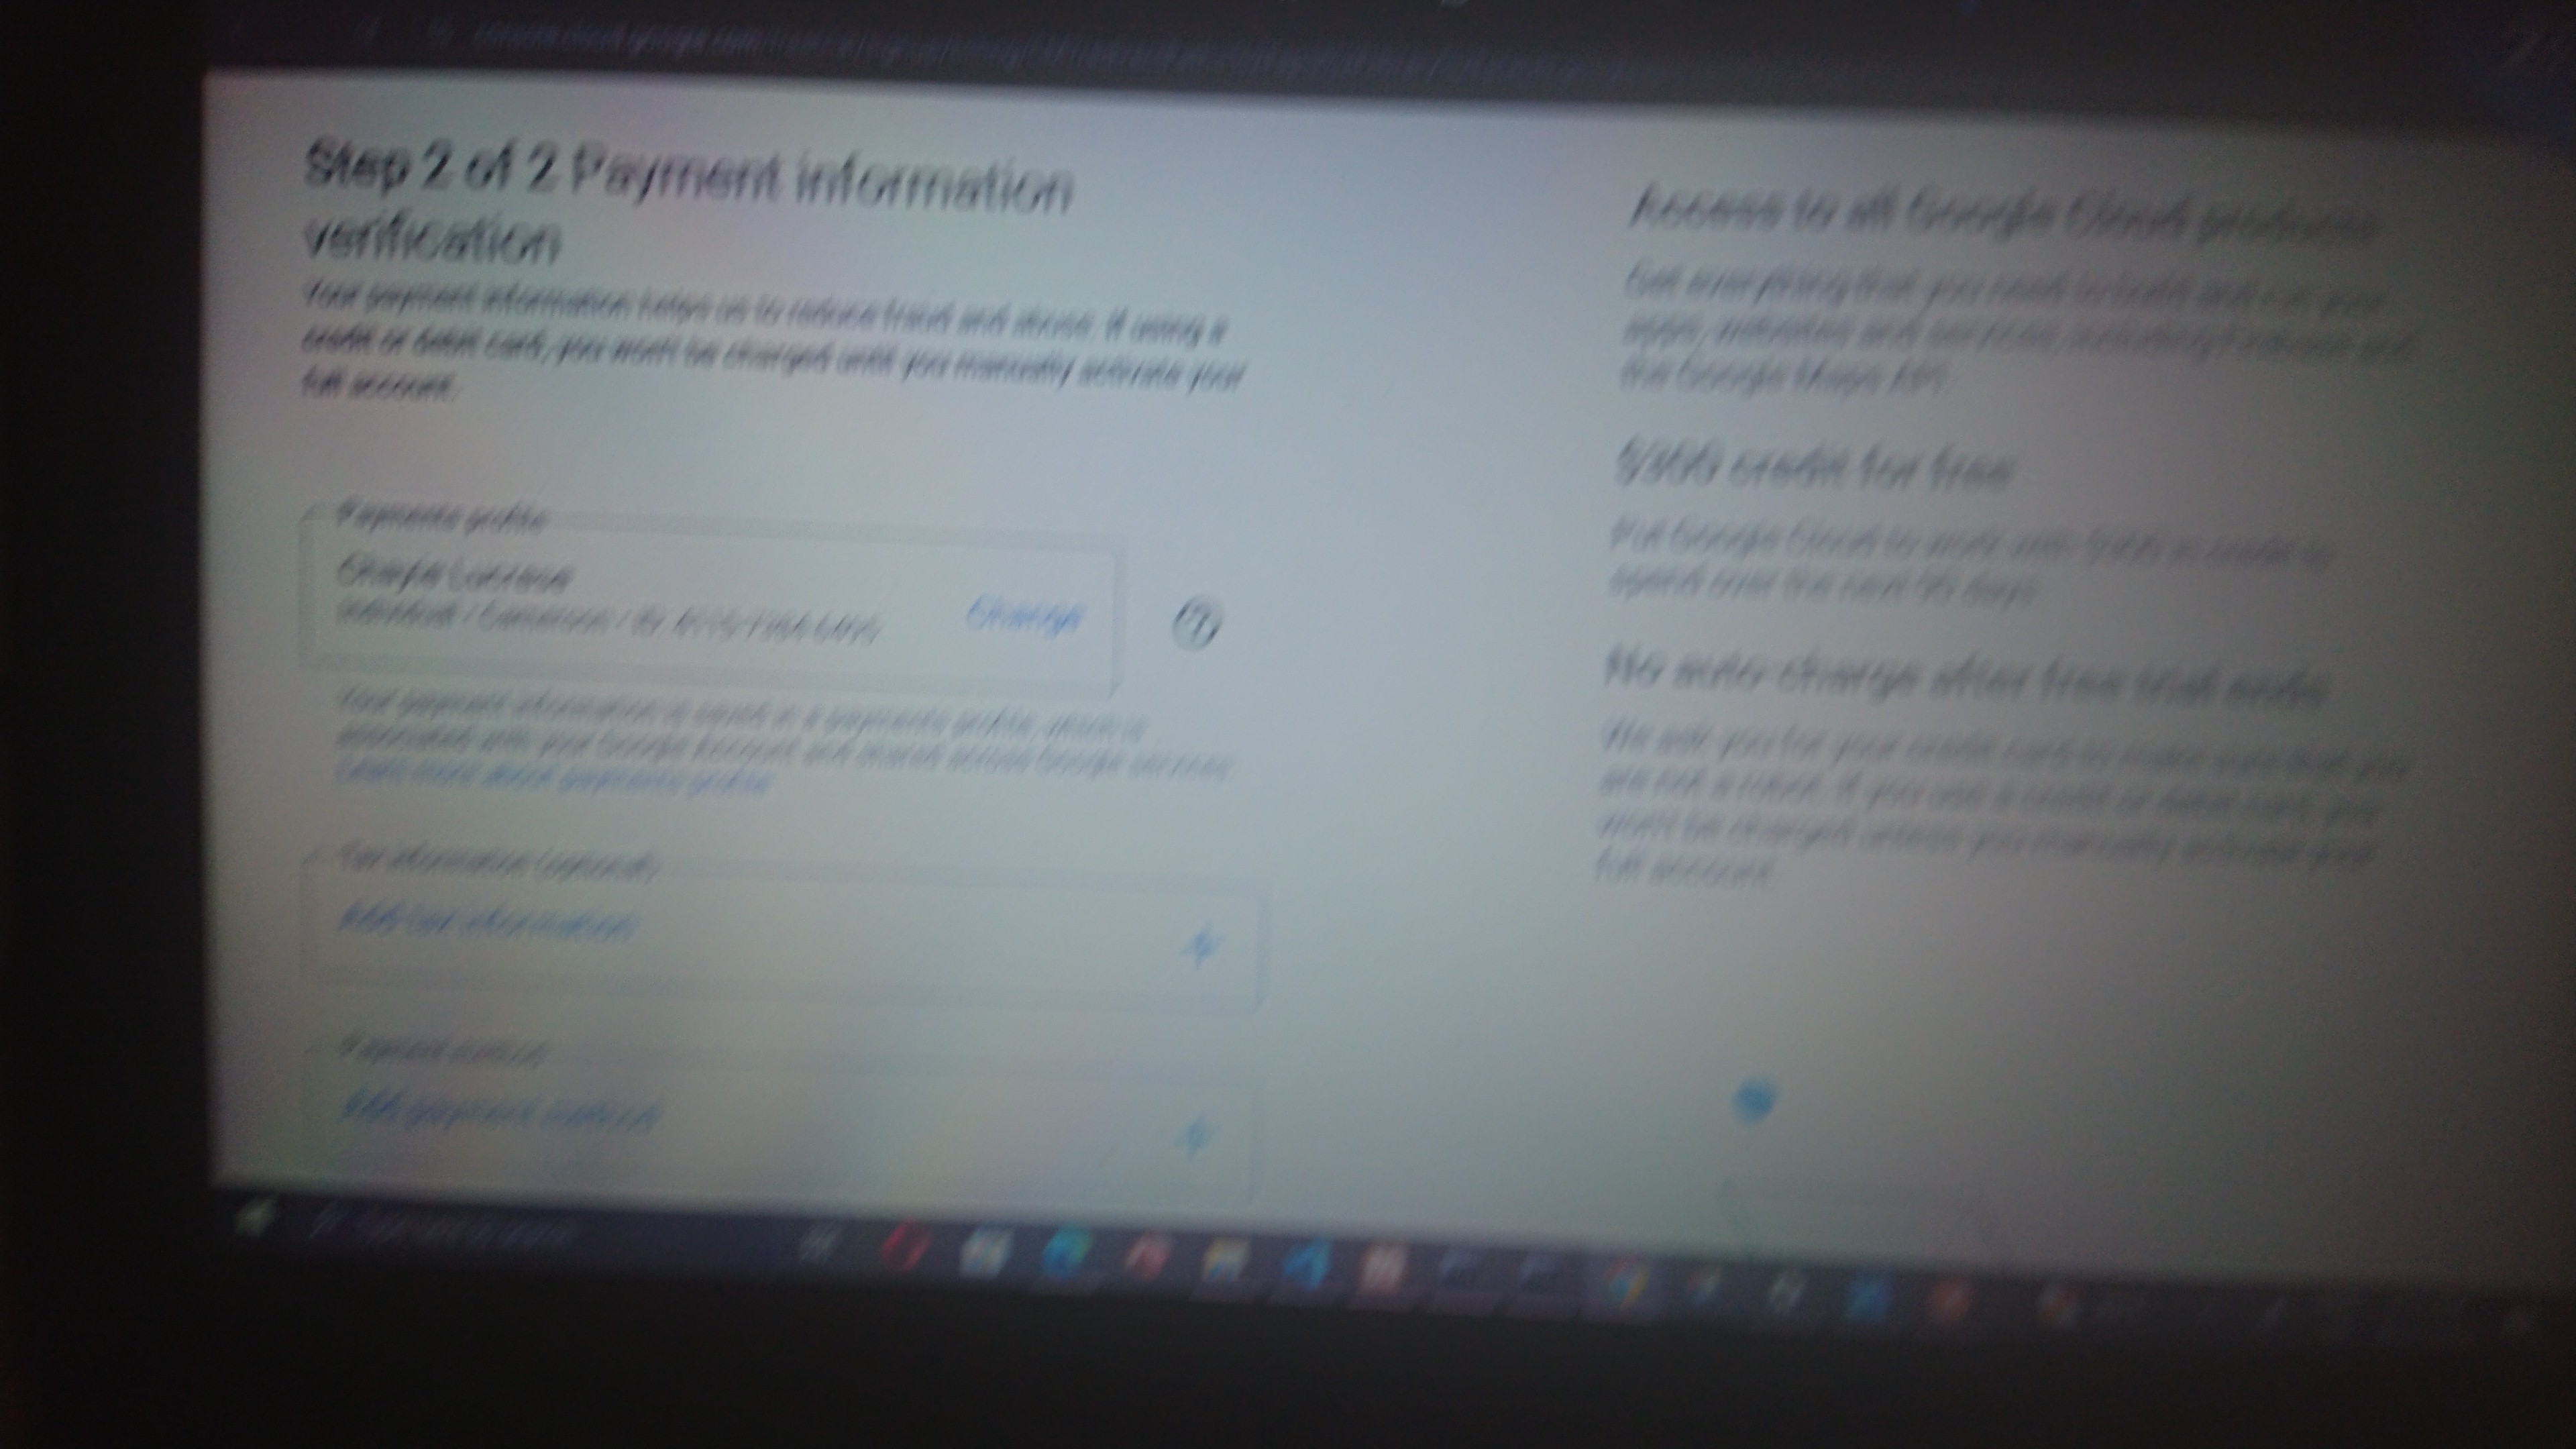 Step 2 of 2 Payment information
verification
Your payment information helps us to reduce fraud and abuse. If using a
credit or debit card, you won't be charged until you manually activate your
full account.
Access to all Google Cloud products
Get everything that you need to build and run your
apps, websites and services, including Firebase and
the Google Maps API.
$300 credit for free
Put Google Cloud to work with $300 in credit to
spend over the next 90 days.
No auto-charge after free trial ends
We ask you for your credit card to make sure that you
are not a robot. If you use a credit or debit card, you
won't be charged unless you manually activate your
full account.
Payments profile
Individual / Cameroon / ID:
Change
Your payment information is saved in a payments profile, which is
associated with your Google Account and shared across Google services.
Learn more about payments profile
Tax information (optional)
Add tax information
Payment method
Add payment method